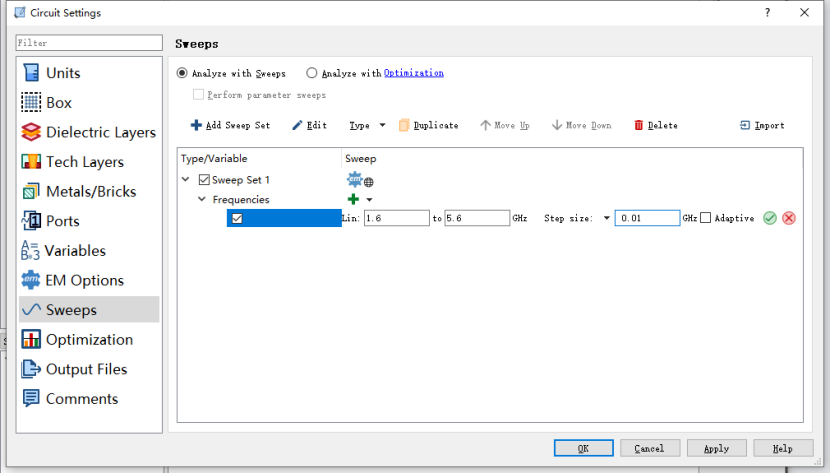 Circuit Settings
?
Filter
Sweeps
Units
Box
Dielectric Layers
Tech Layers
Metals/Bricks
Ports
Variables
EM Options
Sweeps
Optimization
Output Files
Comments
Analyze with Sweeps Analyze with Optimization
Perform parameter sweeps
Add Sweep Set Edit Type Duplicate Move Up Move Down Delete Import
Type/Variable Sweep
Sweep Set 1 em
Frequencies
Lin: 1.6 to 5.6 GHz Step size: 0.01 GHz Adaptive
OK Cancel Apply Help